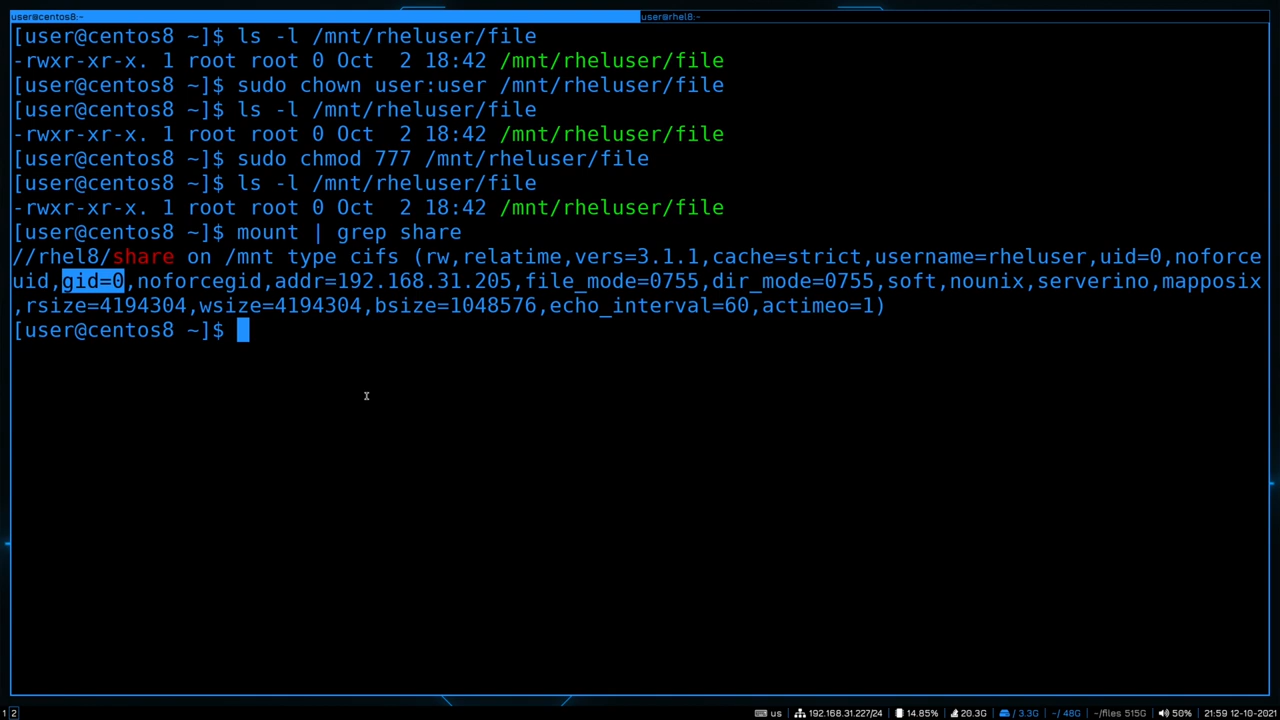 user@centos8:~ user@rhel8:~
[user@centos8 ~]$ ls -l /mnt/rheluser/file
-rwxr-xr-x. 1 root root 0 Oct  2 18:42 /mnt/rheluser/file
[user@centos8 ~]$ sudo chown user:user /mnt/rheluser/file
[user@centos8 ~]$ ls -l /mnt/rheluser/file
-rwxr-xr-x. 1 root root 0 Oct  2 18:42 /mnt/rheluser/file
[user@centos8 ~]$ sudo chmod 777 /mnt/rheluser/file
[user@centos8 ~]$ ls -l /mnt/rheluser/file
-rwxr-xr-x. 1 root root 0 Oct  2 18:42 /mnt/rheluser/file
[user@centos8 ~]$ mount | grep share
//rhel8/share on /mnt type cifs (rw,relatime,vers=3.1.1,cache=strict,username=rheluser,uid=0,noforce
uid,gid=0,noforcegid,addr=192.168.31.205,file_mode=0755,dir_mode=0755,soft,nounix,serverino,mapposix
,rsize=4194304,wsize=4194304,bsize=1048576,echo_interval=60,actimeo=1)
[user@centos8 ~]$
1 2 us 192.168.31.227/24 14.85% 20.3G / 3.3G ~/ 48G ~/files 515G 50% 21:59 12-10-2021